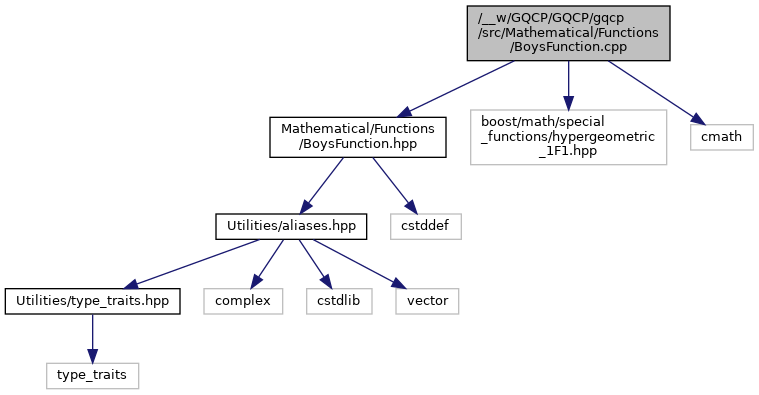 /__w/GQCP/GQCP/gqcp
/src/Mathematical/Functions
/BoysFunction.cpp
Mathematical/Functions
/BoysFunction.hpp
boost/math/special
_functions/hypergeometric
_1F1.hpp
cmath
Utilities/aliases.hpp
cstddef
Utilities/type_traits.hpp
complex
cstdlib
vector
type_traits